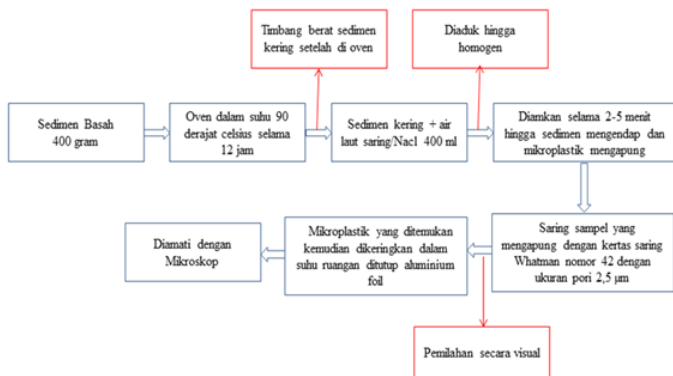 Timbang berat sedimen
kering setelah di oven
Diaduk hingga
homogen
Sedimen Basah
400 gram
Oven dalam suhu 90
derajat celsius selama
12 jam
Sedimen kering + air
laut saring/Nacl 400 ml
Diamkan selama 2-5 menit
hingga sedimen mengendap dan
mikroplastik mengapung
Saring sampel yang
mengapung dengan kertas saring
Whatman nomor 42 dengan
ukuran pori 2,5 µm
Mikroplastik yang ditemukan
kemudian dikeringkan dalam
suhu ruangan ditutup aluminium
foil
Diamati dengan
Mikroskop
Pemilahan secara visual